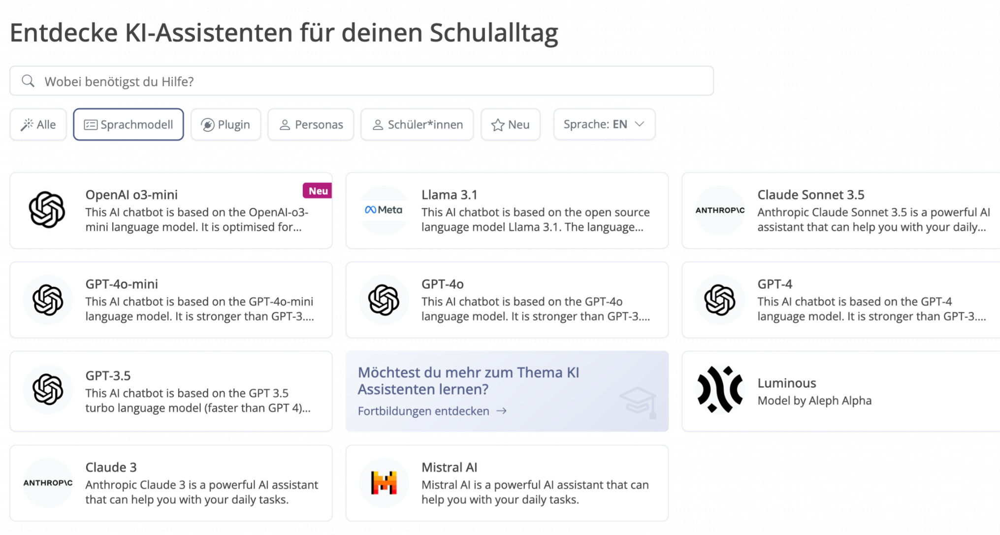 Entdecke KI-Assistenten für deinen Schulalltag
Wobei benötigst du Hilfe?
Alle
Sprachmodell
Plugin
Personas
Schüler*innen
Neu
Sprache: EN
OpenAI o3-mini
Neu
This AI chatbot is based on the OpenAI-o3-
mini language model. It is optimised for...
Meta
Llama 3.1
This AI chatbot is based on the open source
language model Llama 3.1. The language...
ANTHROP\C
Claude Sonnet 3.5
Anthropic Claude Sonnet 3.5 is a powerful AI
assistant that can help you with your daily...
GPT-4o-mini
This AI chatbot is based on the GPT-4o-mini
language model. It is stronger than GPT-3....
GPT-4o
This AI chatbot is based on the GPT-4o
language model. It is stronger than GPT-3....
GPT-4
This AI chatbot is based on the GPT-4
language model. It is stronger than GPT-3....
GPT-3.5
This AI chatbot is based on the GPT 3.5
turbo language model (faster than GPT 4)...
Möchtest du mehr zum Thema KI
Assistenten lernen?
Fortbildungen entdecken →
Luminous
Model by Aleph Alpha
ANTHROP\C
Claude 3
Anthropic Claude 3 is a powerful AI assistant
that can help you with your daily tasks.
Mistral AI
Mistral AI is a powerful AI assistant that can
help you with your daily tasks.